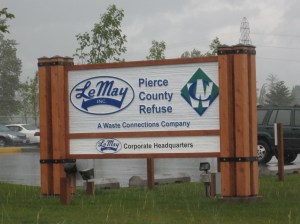 LeMay
INC.
Pierce
County
Refuse
A Waste Connections Company
LeMay Corporate Headquarters